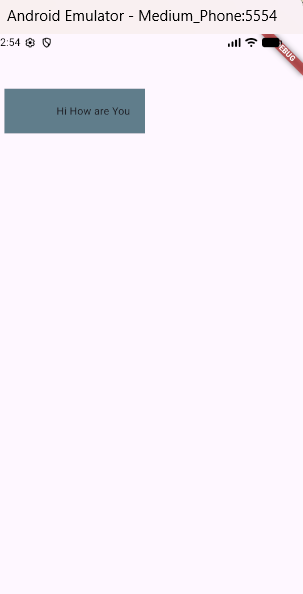 Android Emulator - Medium_Phone:5554
2:54
DEBUG
Hi How are You